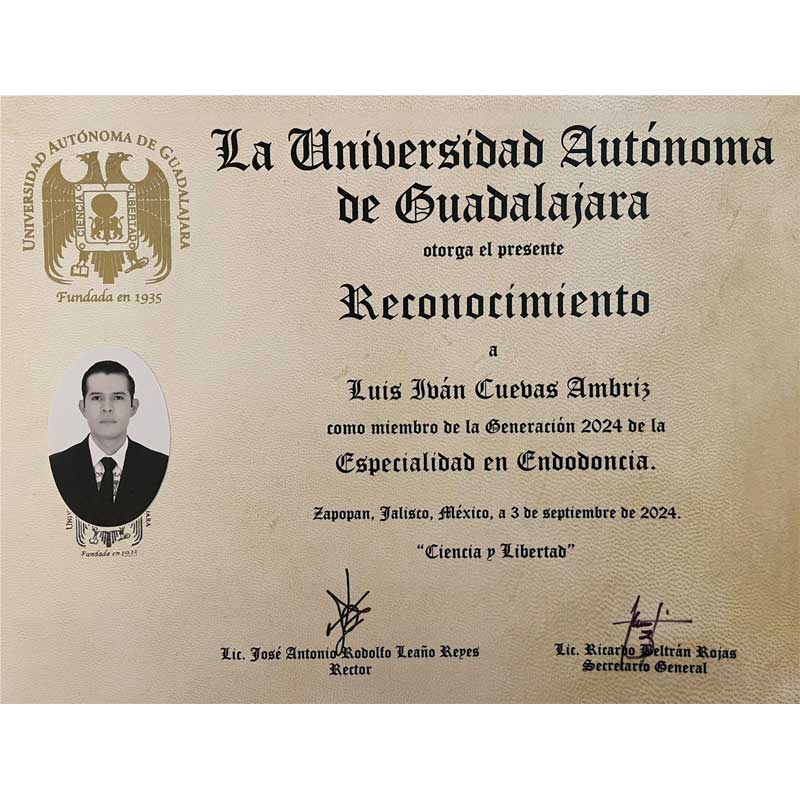 UNIVERSIDAD AUTÓNOMA DE GUADALAJARA
CIENCIA
LIBERTAD
Fundada en 1935
La Universidad Autónoma
de Guadalajara
otorga el presente
Reconocimiento
a
Luis Iván Cuevas Ambriz
como miembro de la Generación 2024 de la
Especialidad en Endodoncia.
Zapopan, Jalisco, México, a 3 de septiembre de 2024.
“Ciencia y Libertad”
Fundada en 1935
Lic. José Antonio Rodolfo Leaño Reyes
Rector
Lic. Ricardo Beltrán Rojas
Secretario General